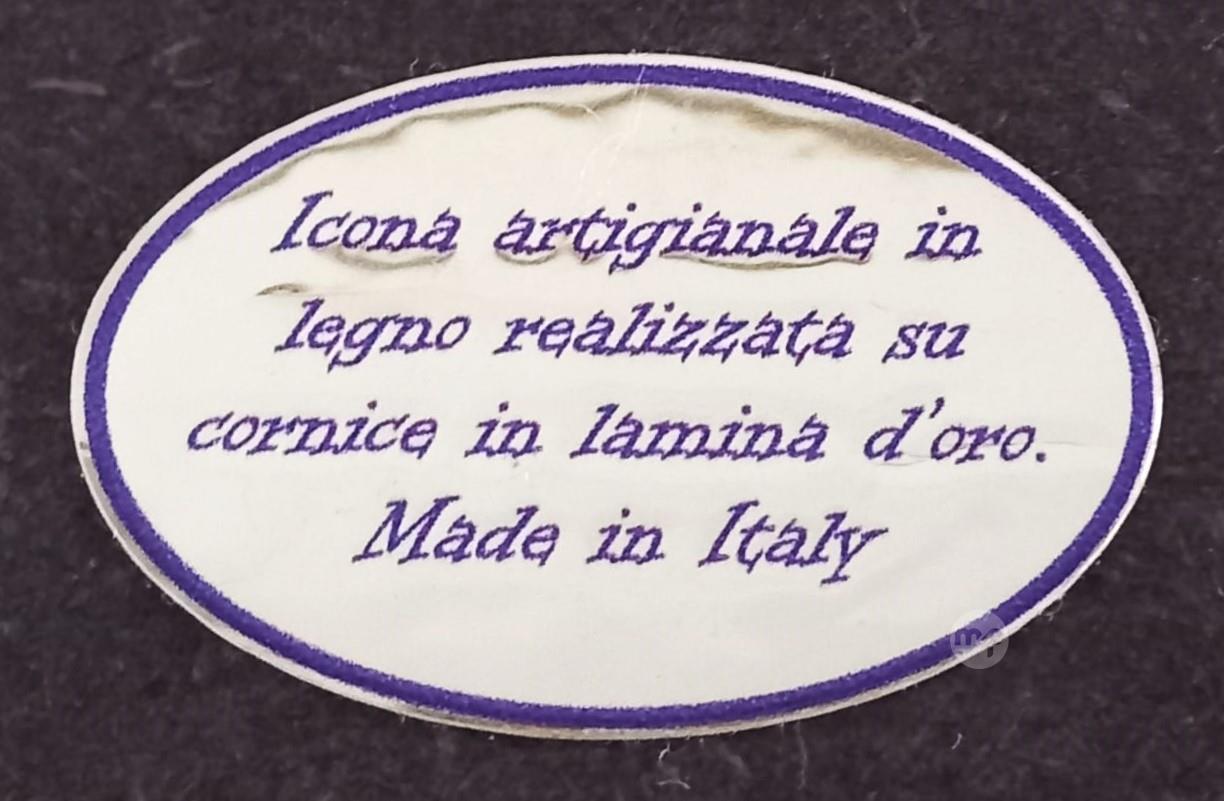 Icona artigianale in
legno realizzata su
cornice in lamina d'oro.
Made in Italy